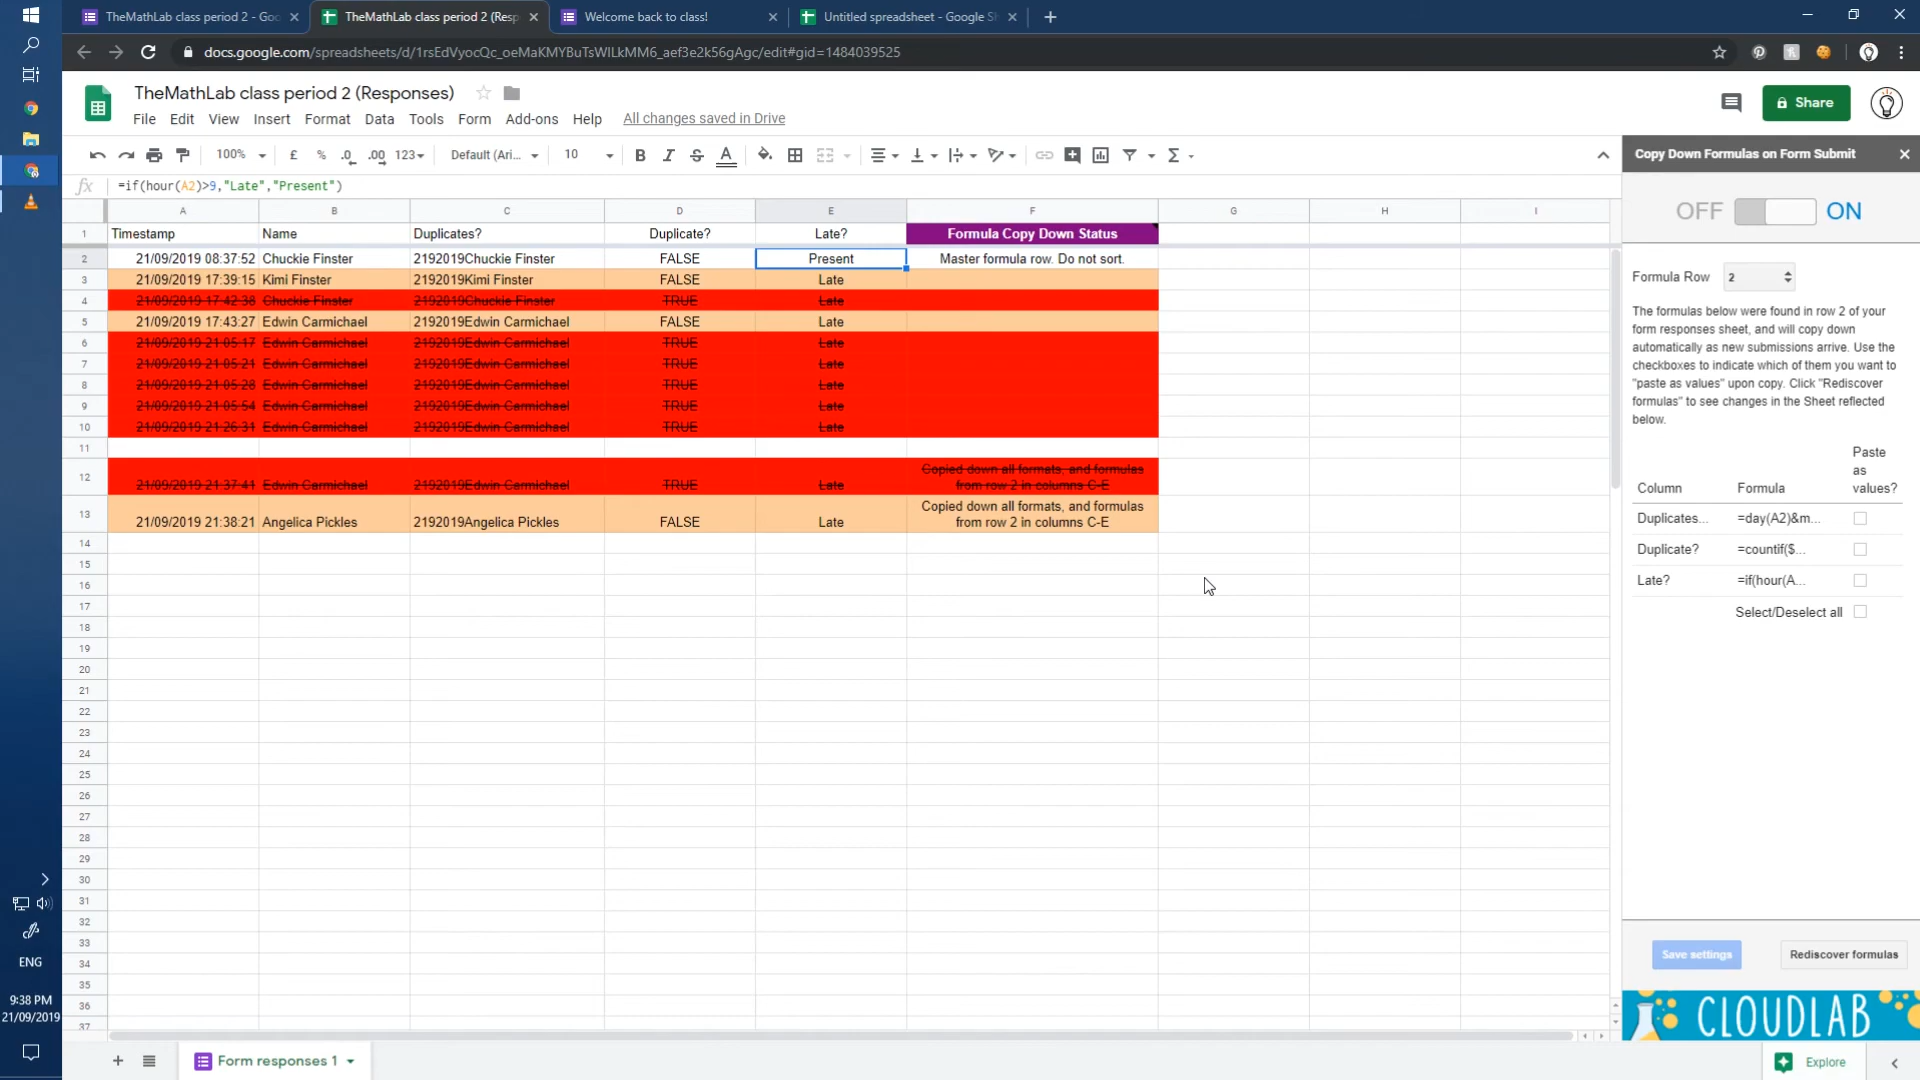 TheMathLab class period 2 - Goo
TheMathLab class period 2 (Resp
Welcome back to class!
Untitled spreadsheet - Google Sh
docs.google.com/spreadsheets/d/1rsEdVyocQc_oeMaKMYBuTsWILkMM6_aef3e2k56gAgc/edit#gid=1484039525
TheMathLab class period 2 (Responses)
Share
File Edit View Insert Format Data Tools Form Add-ons Help All changes saved in Drive
100% £ % .0 .00 123 Default (Ari... 10 B I S A Σ
fx =if(hour(A2)>9,"Late","Present")
A B C D E F G H I
1 Timestamp Name Duplicates? Duplicate? Late? Formula Copy Down Status
2 21/09/2019 08:37:52 Chuckie Finster 2192019Chuckie Finster FALSE Present Master formula row. Do not sort.
3 21/09/2019 17:39:15 Kimi Finster 2192019Kimi Finster FALSE Late
4 21/09/2019 17:42:38 Chuckie Finster 2192019Chuckie Finster TRUE Late
5 21/09/2019 17:43:27 Edwin Carmichael 2192019Edwin Carmichael FALSE Late
6 21/09/2019 21:05:17 Edwin Carmichael 2192019Edwin Carmichael TRUE Late
7 21/09/2019 21:05:21 Edwin Carmichael 2192019Edwin Carmichael TRUE Late
8 21/09/2019 21:05:28 Edwin Carmichael 2192019Edwin Carmichael TRUE Late
9 21/09/2019 21:05:54 Edwin Carmichael 2192019Edwin Carmichael TRUE Late
10 21/09/2019 21:26:31 Edwin Carmichael 2192019Edwin Carmichael TRUE Late
11
Copied down all formats, and formulas
12 21/09/2019 21:37:41 Edwin Carmichael 2192019Edwin Carmichael TRUE Late from row 2 in columns C-E
Copied down all formats, and formulas
13 21/09/2019 21:38:21 Angelica Pickles 2192019Angelica Pickles FALSE Late from row 2 in columns C-E
14
15
16
17
18
19
20
21
22
23
24
25
26
27
28
29
30
31
32
33
34
35
36
37
Form responses 1
Explore
Copy Down Formulas on Form Submit
OFF ON
Formula Row 2
The formulas below were found in row 2 of your
form responses sheet, and will copy down
automatically as new submissions arrive. Use the
checkboxes to indicate which of them you want to
"paste as values" upon copy. Click "Rediscover
formulas" to see changes in the Sheet reflected
below.
Paste
as
Column Formula values?
Duplicates... =day(A2)&m...
Duplicate? =countif($...
Late? =if(hour(A...
Select/Deselect all
Save settings Rediscover formulas
CLOUDLAB
ENG
9:38 PM
21/09/2019